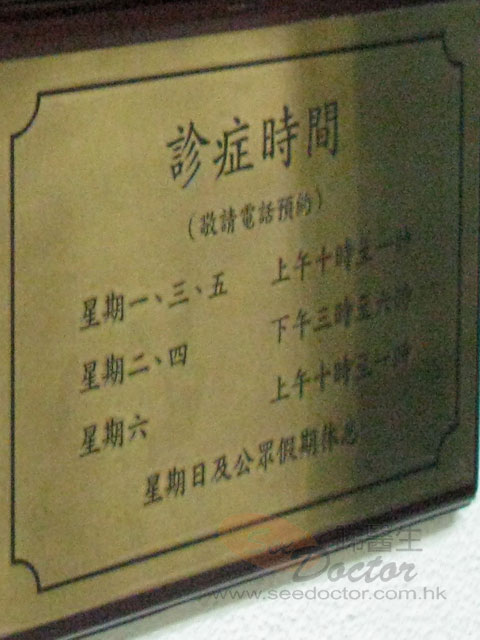 診症時間
(敬請電話預約)
星期一、三、五 上午十時至一時
星期二、四 下午三時至六時
星期六 上午十時至一時
星期日及公眾假期休息
醫生
Doctor
www.seedoctor.com.hk